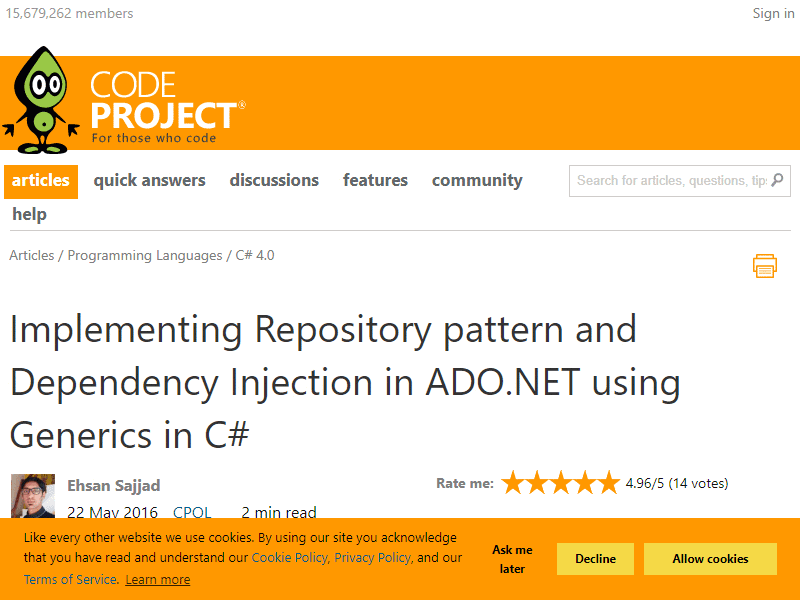 15,679,262 members
Sign in
CODE
PROJECT®
For those who code
articles
quick answers
discussions
features
community
Search for articles, questions, tips
help
Articles / Programming Languages / C# 4.0
Implementing Repository pattern and
Dependency Injection in ADO.NET using
Generics in C#
Ehsan Sajjad
Rate me:
4.96/5 (14 votes)
22 May 2016
CPOL
2 min read
Like every other website we use cookies. By using our site you acknowledge
that you have read and understand our Cookie Policy, Privacy Policy, and our
Terms of Service. Learn more
Ask me
later
Decline
Allow cookies